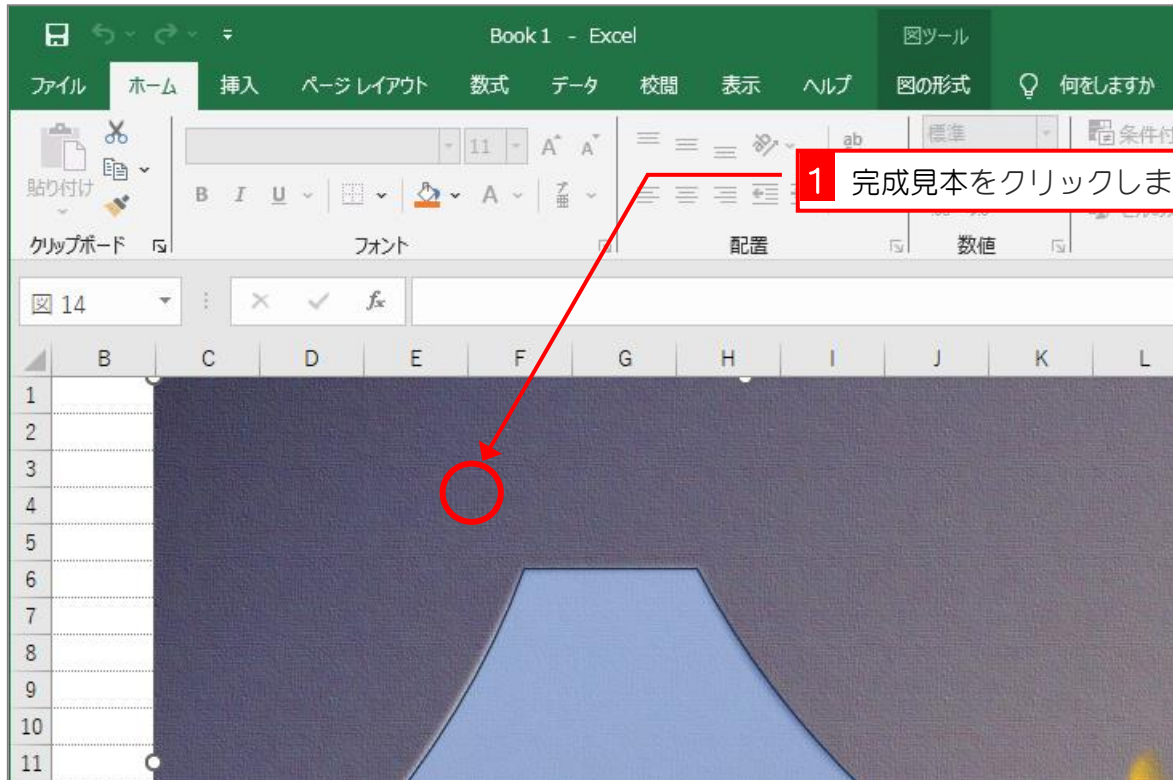 Book 1 - Excel
図ツール
ファイル ホーム 挿入 ページ レイアウト 数式 データ 校閲 表示 ヘルプ 図の形式 何をしますか
11 A A ab 標準 条件付
貼り付け
B I U A
1 完成見本をクリックしま
クリップボード フォント 配置 数値
図 14 fx
B C D E F G H I J K L
1
2
3
4
5
6
7
8
9
10
11